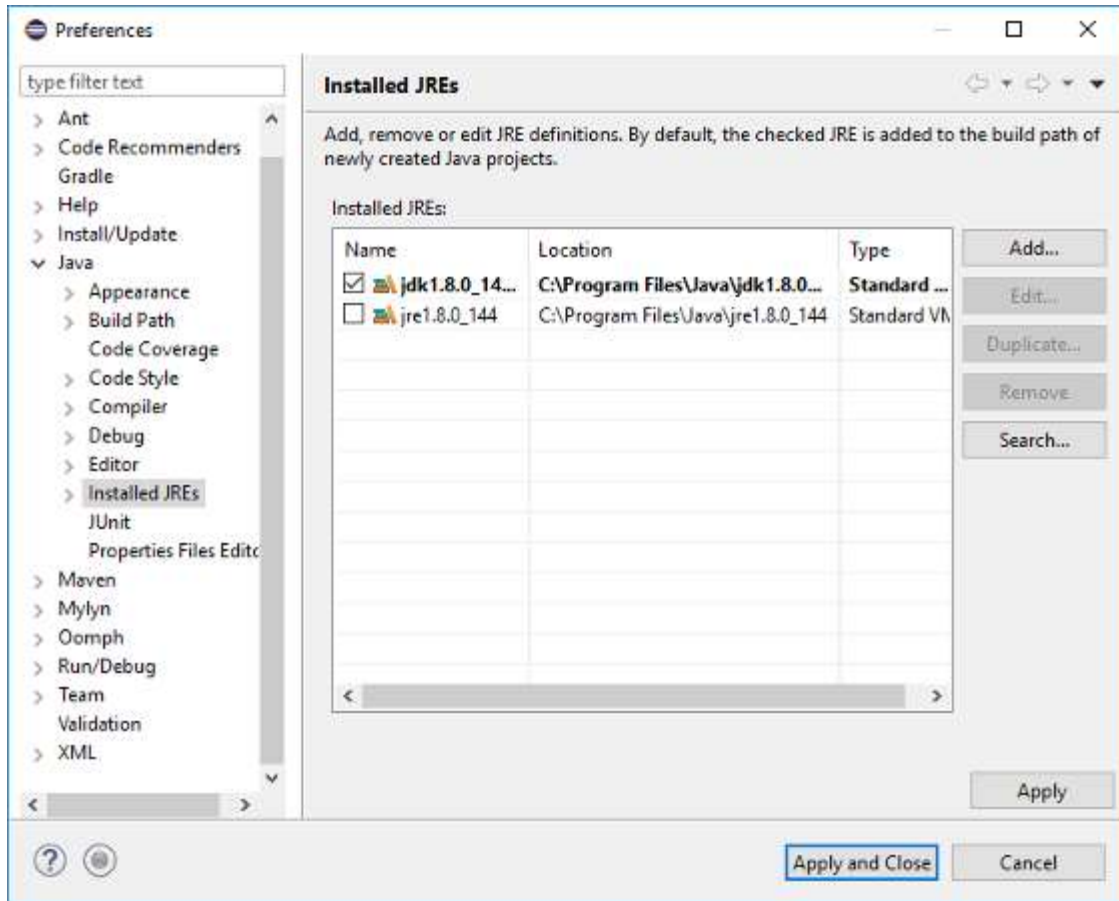 Preferences
type filter text
Ant
Code Recommenders
Gradle
Help
Install/Update
Java
Appearance
Build Path
Code Coverage
Code Style
Compiler
Debug
Editor
Installed JREs
JUnit
Properties Files Edito
Maven
Mylyn
Oomph
Run/Debug
Team
Validation
XML
Installed JREs
Add, remove or edit JRE definitions. By default, the checked JRE is added to the build path of
newly created Java projects.
Installed JREs:
Name Location Type
jdk1.8.0_14... C:\Program Files\Java\jdk1.8.0... Standard ...
jre1.8.0_144 C:\Program Files\Java\jre1.8.0_144 Standard VM
Add...
Edit...
Duplicate...
Remove
Search...
Apply
Apply and Close Cancel